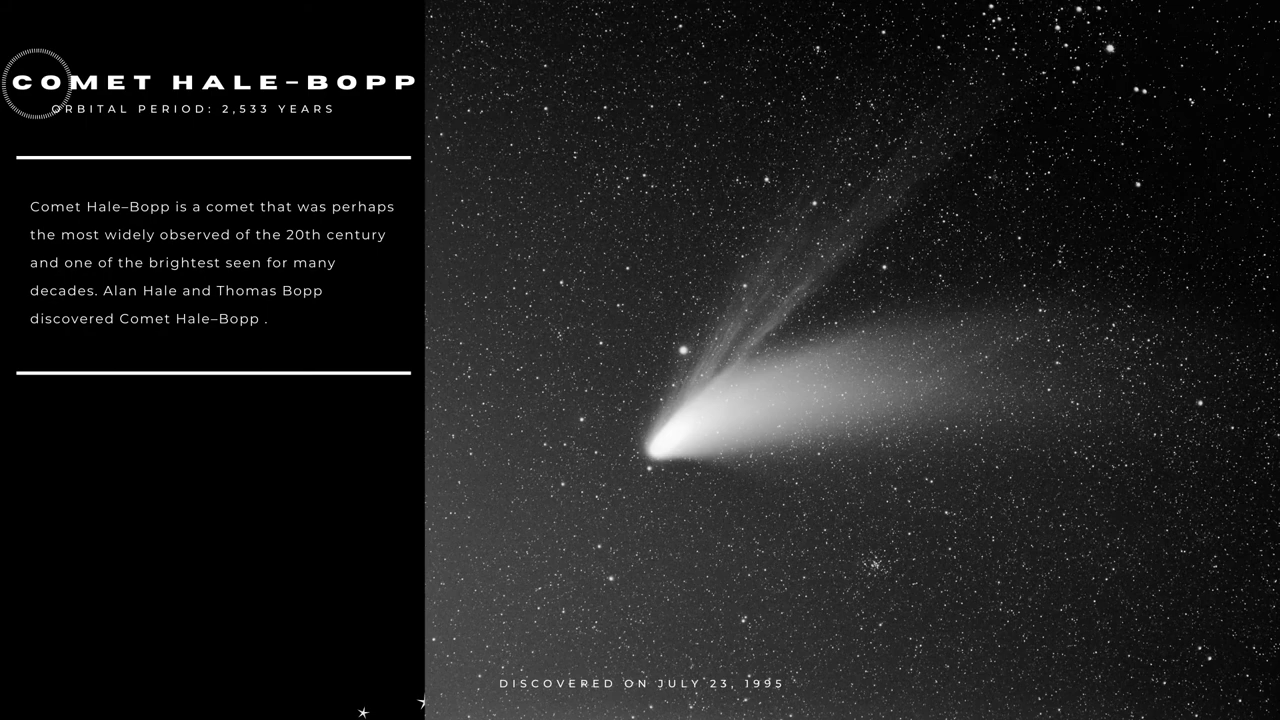 COMET HALE–BOPP
ORBITAL PERIOD: 2,533 YEARS
Comet Hale–Bopp is a comet that was perhaps
the most widely observed of the 20th century
and one of the brightest seen for many
decades. Alan Hale and Thomas Bopp
discovered Comet Hale–Bopp .
DISCOVERED ON JULY 23, 1995